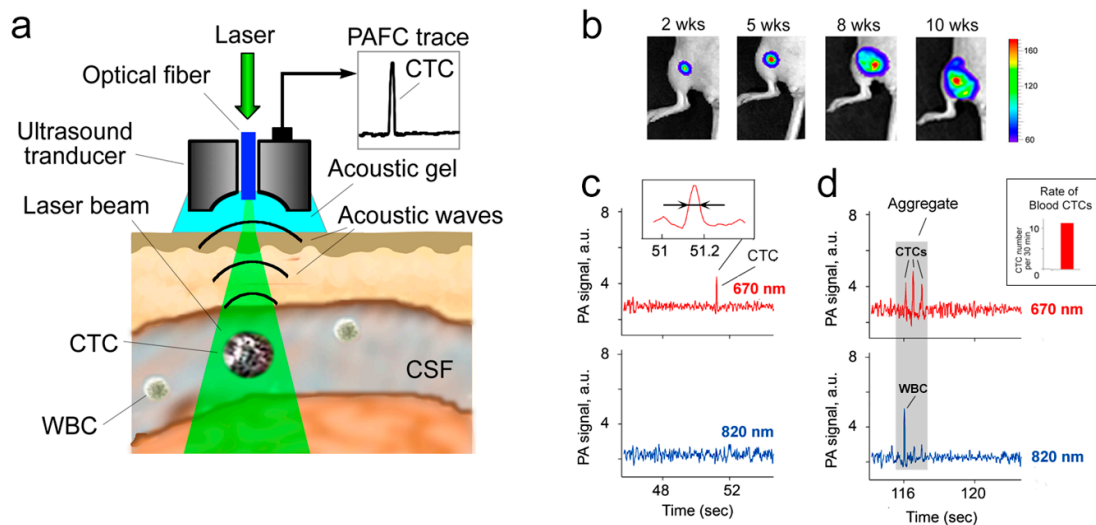 a
Laser
Optical fiber
Ultrasound
tranducer
Laser beam
CTC
WBC
PAFC trace
CTC
Acoustic gel
Acoustic waves
CSF
b
2 wks
5 wks
8 wks
10 wks
160
140
120
100
80
60
c
51
51.2
CTC
670 nm
8
4
PA signal, a.u.
820 nm
8
4
PA signal, a.u.
48
52
Time (sec)
d
Aggregate
CTCs
670 nm
8
4
PA signal, a.u.
WBC
820 nm
8
4
PA signal, a.u.
116
120
Time (sec)
Rate of
Blood CTCs
CTC number
per 30 min
10
0